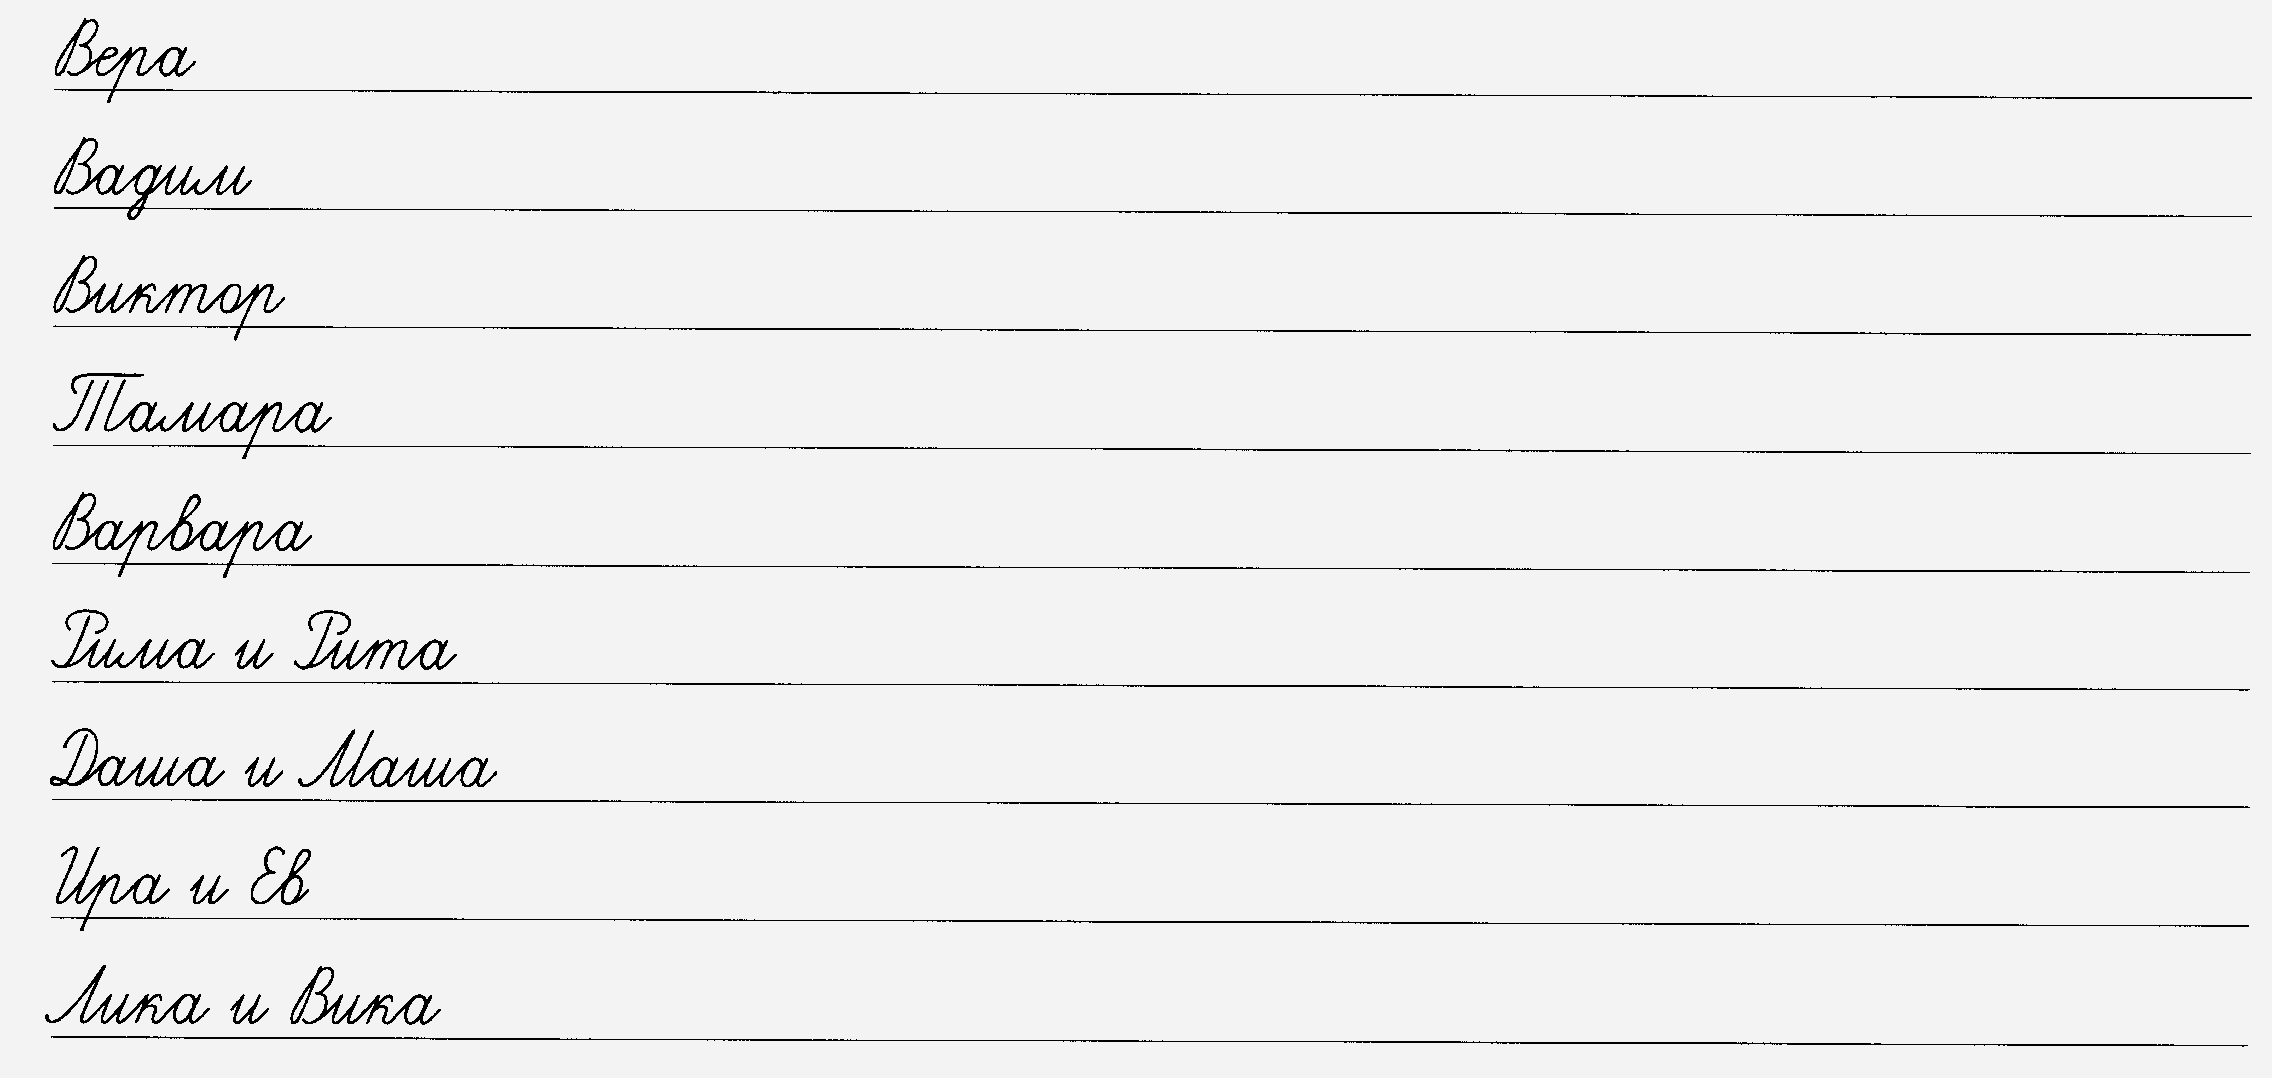 Вера
Вадим
Виктор
Тамара
Варвара
Рима и Рита
Даша и Маша
Ира и Ев
Лика и Вика